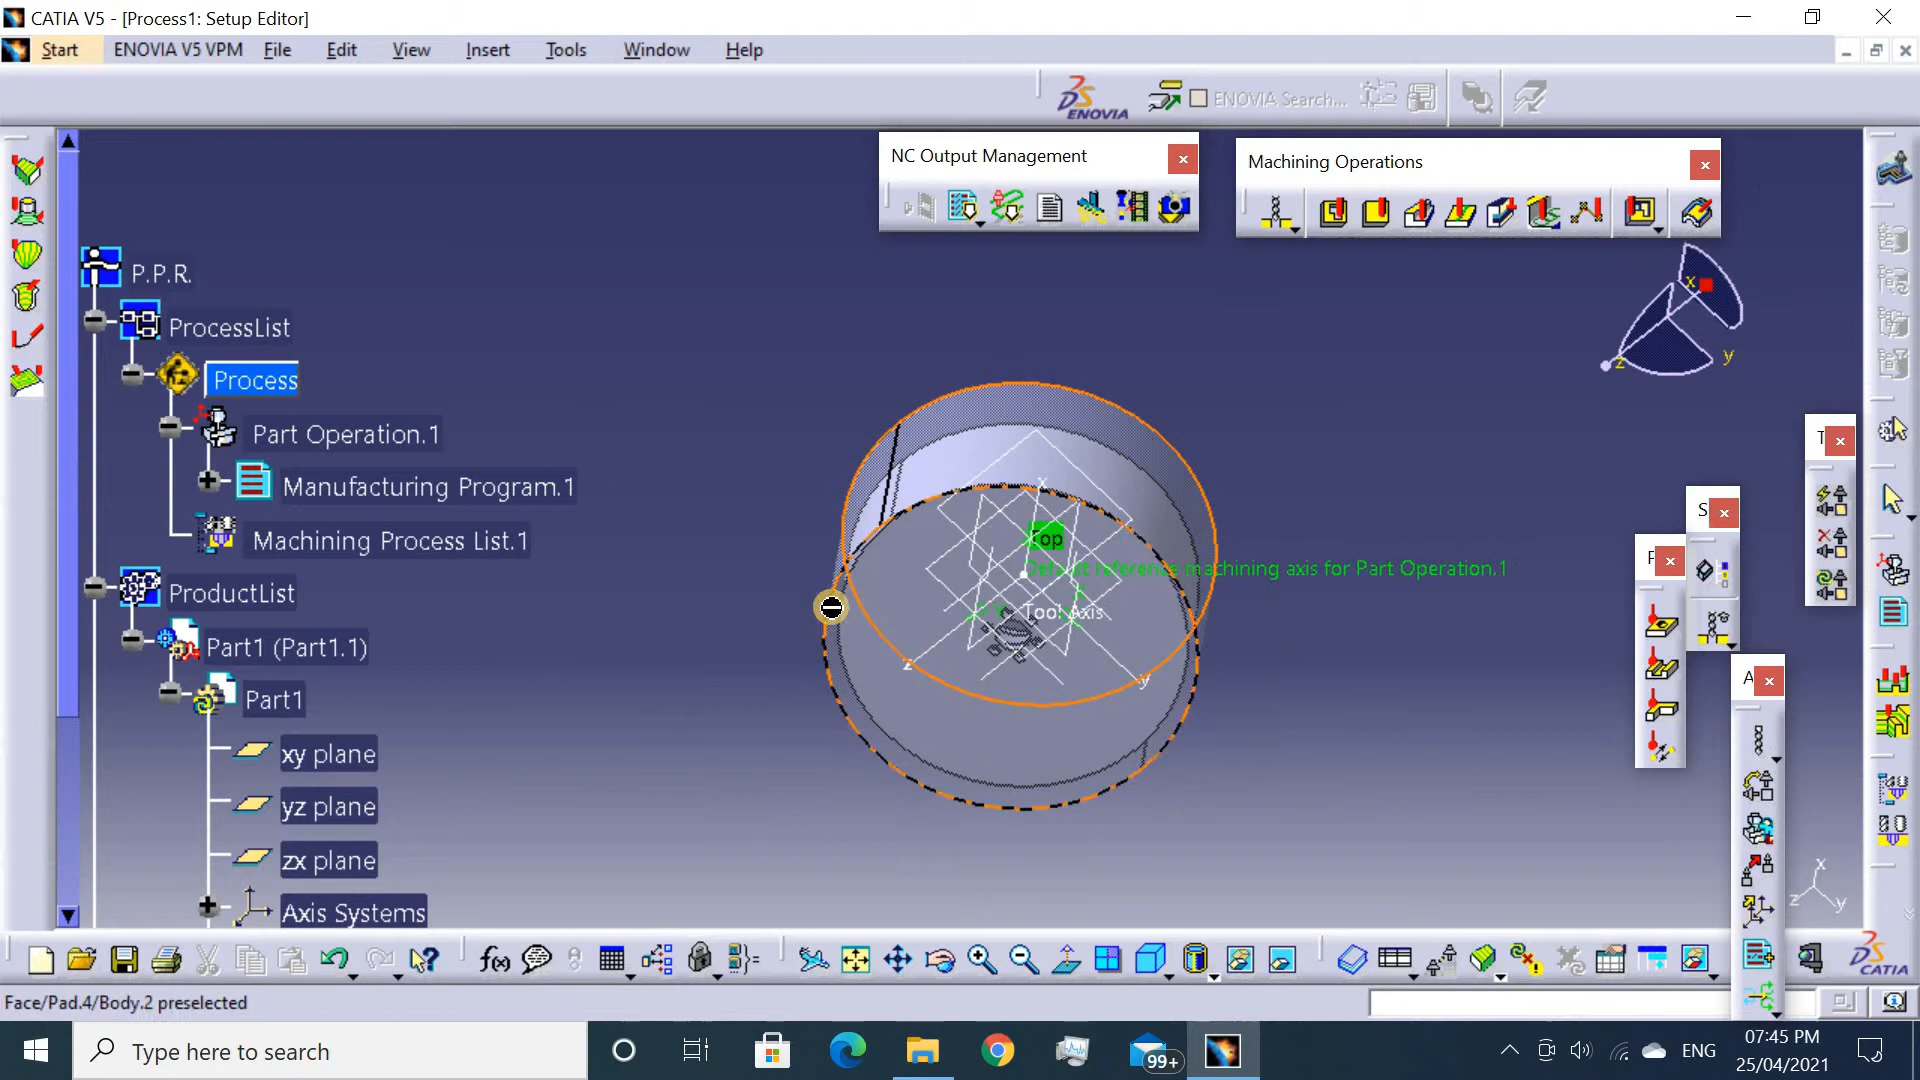 CATIA V5 - [Process1: Setup Editor]
Start ENOVIA V5 VPM File Edit View Insert Tools Window Help
ENOVIA
ENOVIA Search...
NC Output Management
Machining Operations
P.P.R.
ProcessList
Process
Part Operation.1
Manufacturing Program.1
Machining Process List.1
ProductList
Part1 (Part1.1)
Part1
xy plane
yz plane
zx plane
Axis Systems
Top
Default reference machining axis for Part Operation.1
Tool Axis
x
z
y
x
y
z
T
S
F
A
x
z
y
f(x)
CATIA
Face/Pad.4/Body.2 preselected
Type here to search
99+
ENG
07:45 PM
25/04/2021